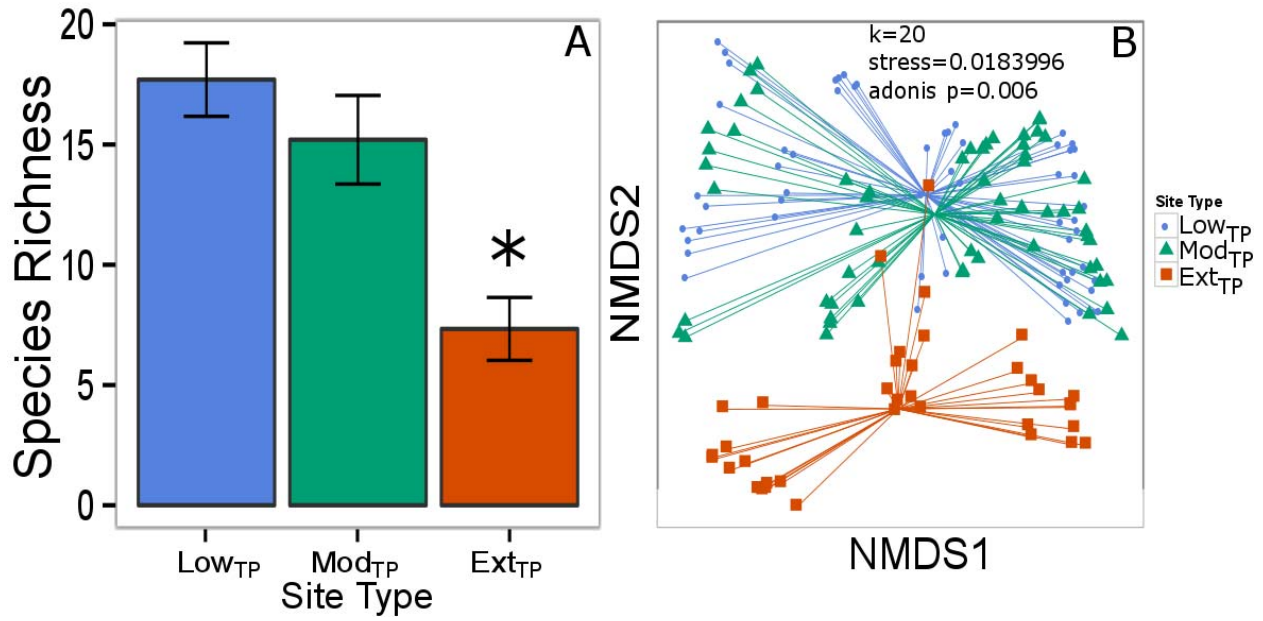 A
Species Richness
20
15
10
5
0
*
LowTP
ModTP
ExtTP
Site Type
B
k=20
stress=0.0183996
adonis p=0.006
NMDS2
NMDS1
Site Type
LowTP
ModTP
ExtTP